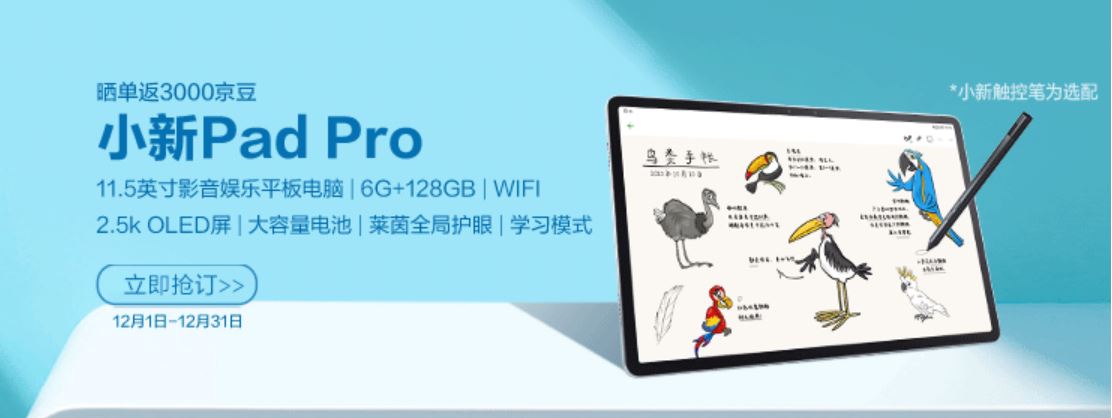 晒单返3000京豆
小新Pad Pro
11.5英寸影音娱乐平板电脑 | 6G+128GB | WIFI
2.5k OLED屏 | 大容量电池 | 莱茵全局护眼 | 学习模式
立即抢订>>
12月1日-12月31日
*小新触控笔为选配
鸟类手帐